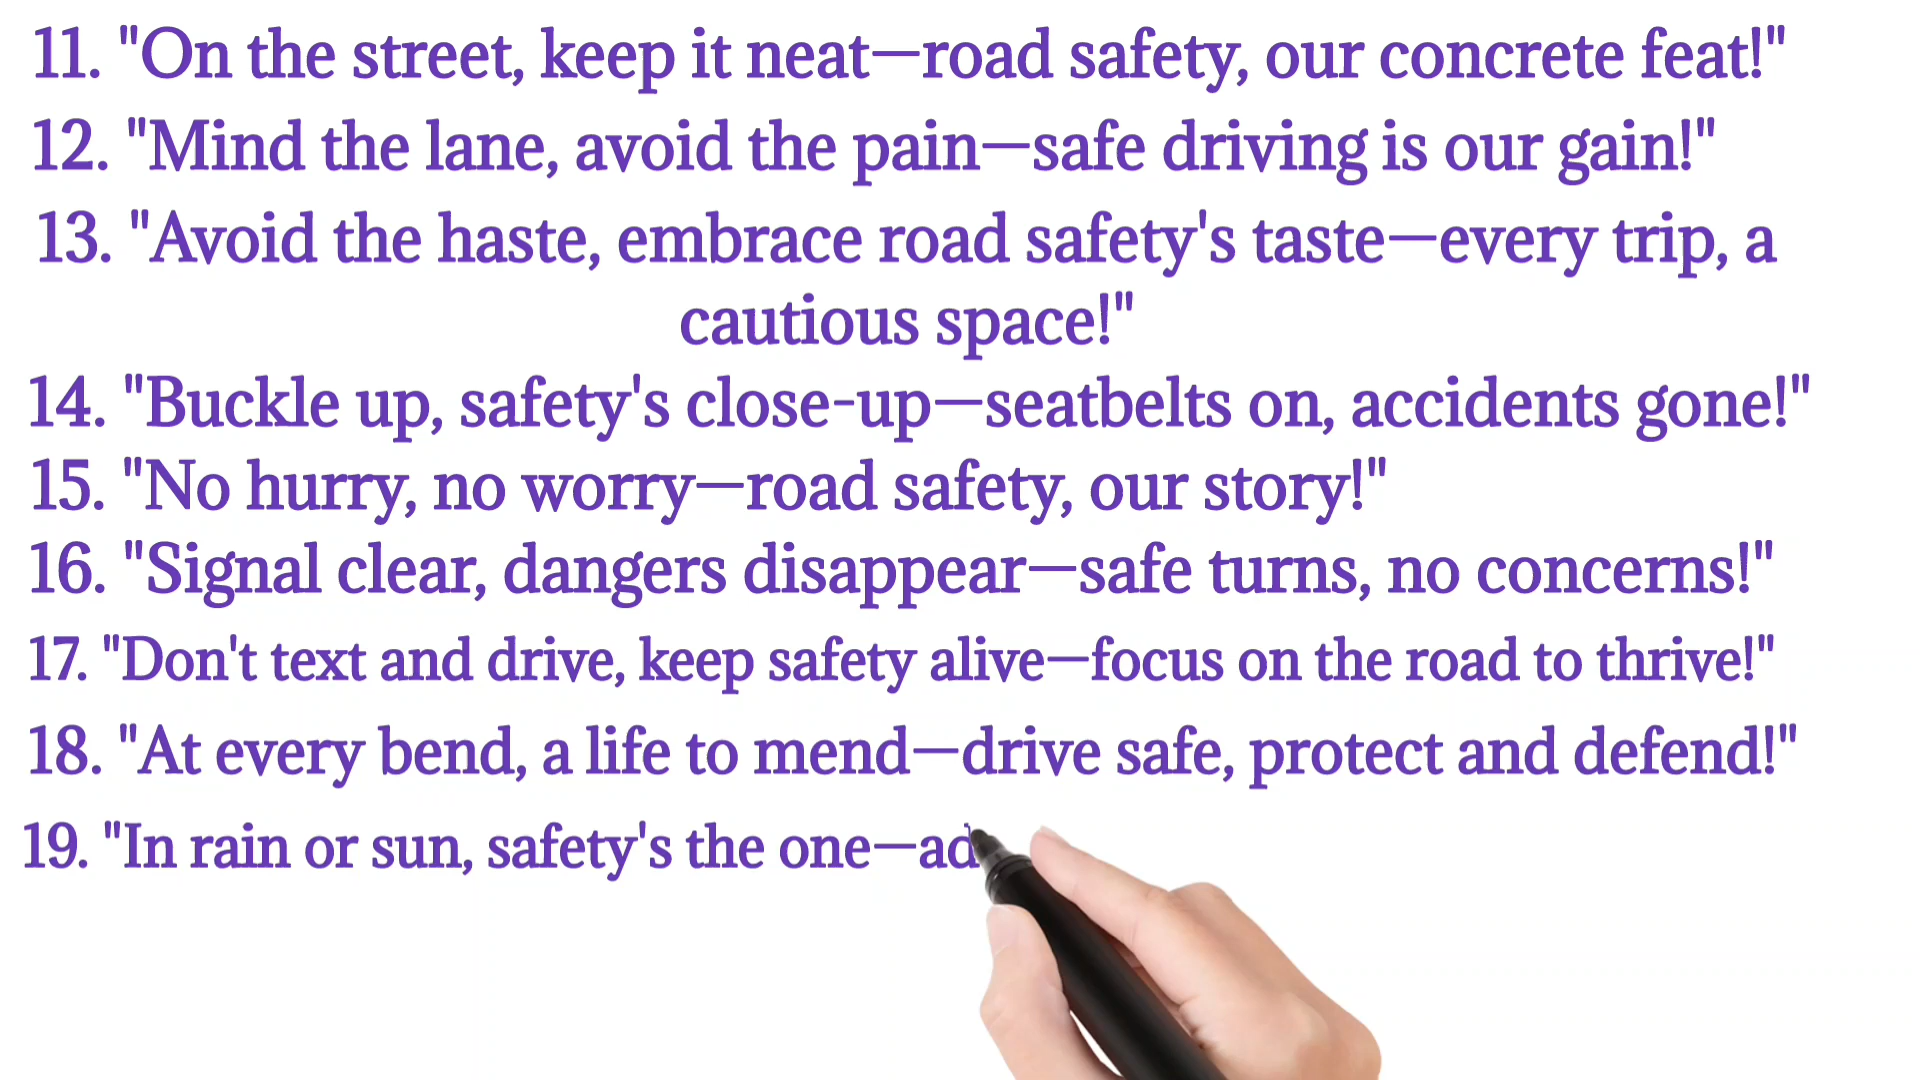 11. "On the street, keep it neat—road safety, our concrete feat!"
12. "Mind the lane, avoid the pain—safe driving is our gain!"
13. "Avoid the haste, embrace road safety's taste—every trip, a
cautious space!"
14. "Buckle up, safety's close-up—seatbelts on, accidents gone!"
15. "No hurry, no worry—road safety, our story!"
16. "Signal clear, dangers disappear—safe turns, no concerns!"
17. "Don't text and drive, keep safety alive—focus on the road to thrive!"
18. "At every bend, a life to mend—drive safe, protect and defend!"
19. "In rain or sun, safety's the one—ad